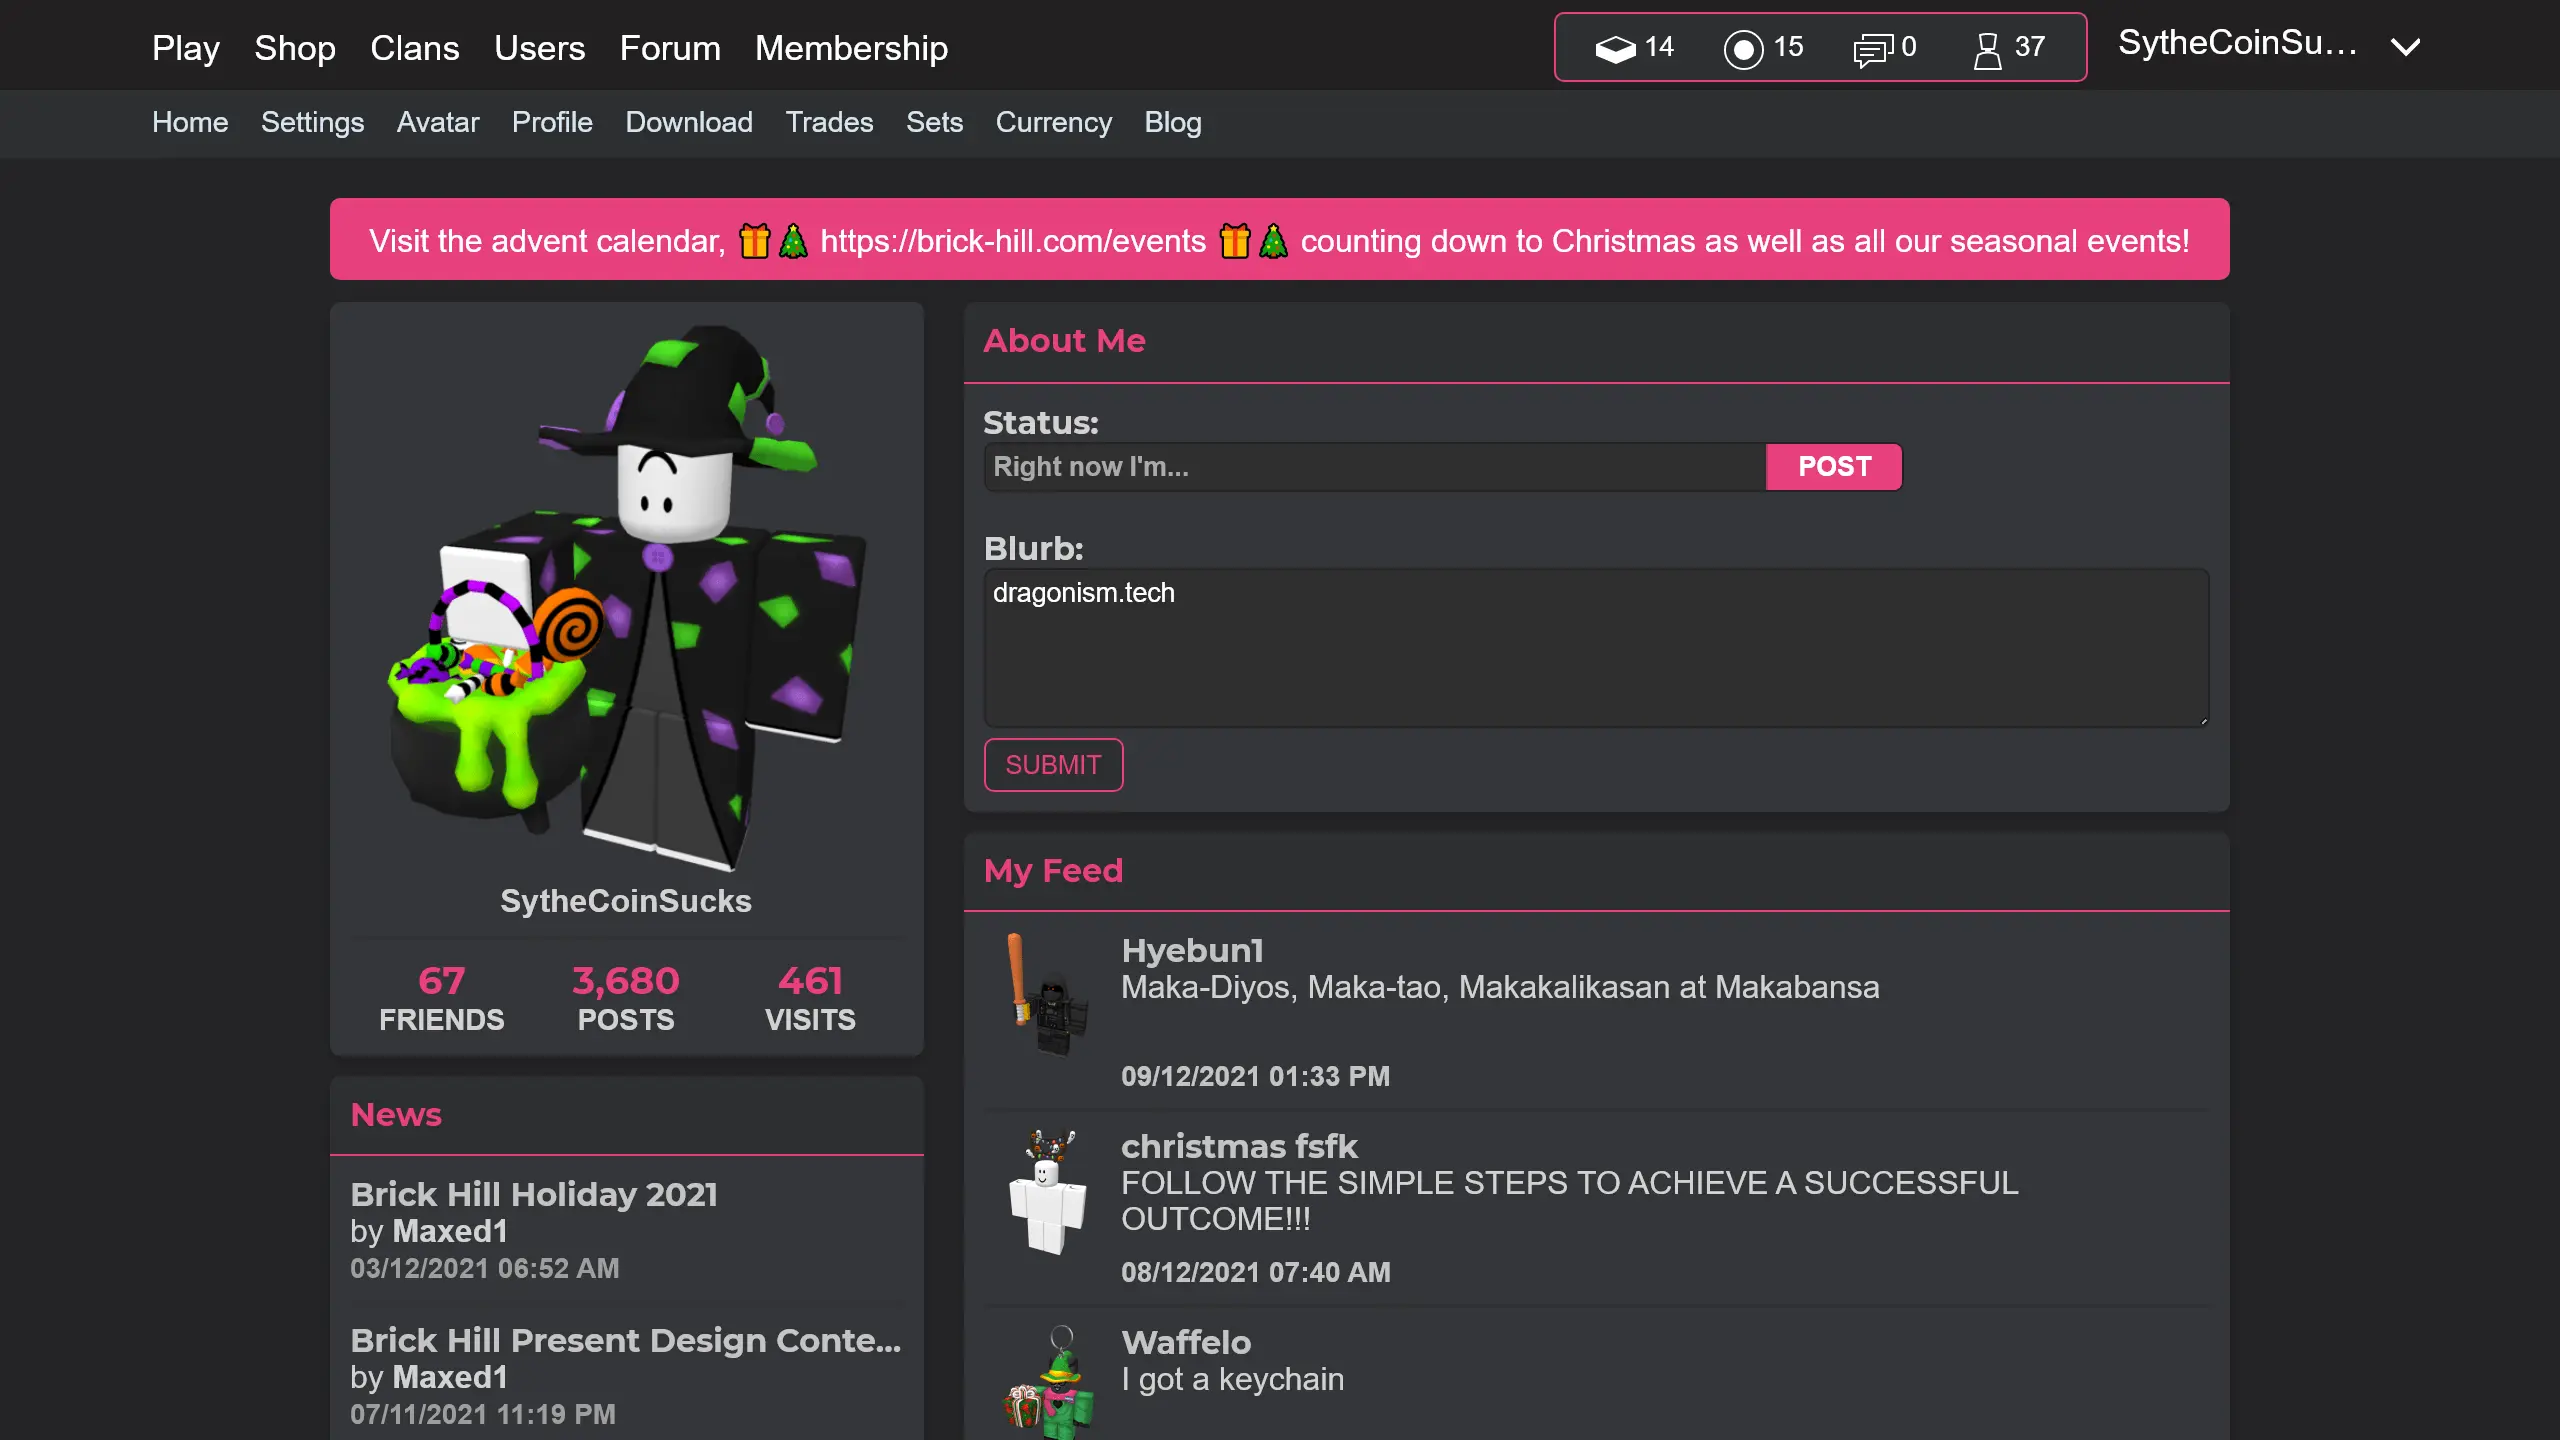 Play Shop Clans Users Forum Membership 14 15 0 37 SytheCoinSu...
Home Settings Avatar Profile Download Trades Sets Currency Blog
Visit the advent calendar, 🎁🎄 https://brick-hill.com/events 🎁🎄 counting down to Christmas as well as all our seasonal events!
SytheCoinSucks
67 3,680 461
FRIENDS POSTS VISITS
News
Brick Hill Holiday 2021
by Maxed1
03/12/2021 06:52 AM
Brick Hill Present Design Conte...
by Maxed1
07/11/2021 11:19 PM
About Me
Status:
Right now I'm... POST
Blurb:
dragonism.tech
SUBMIT
My Feed
Hyebun1
Maka-Diyos, Maka-tao, Makakalikasan at Makabansa
09/12/2021 01:33 PM
christmas fsfk
FOLLOW THE SIMPLE STEPS TO ACHIEVE A SUCCESSFUL
OUTCOME!!!
08/12/2021 07:40 AM
Waffelo
I got a keychain